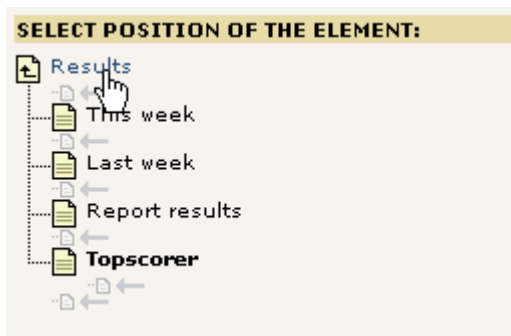 SELECT POSITION OF THE ELEMENT:
Results
This week
Last week
Report results
Topscorer